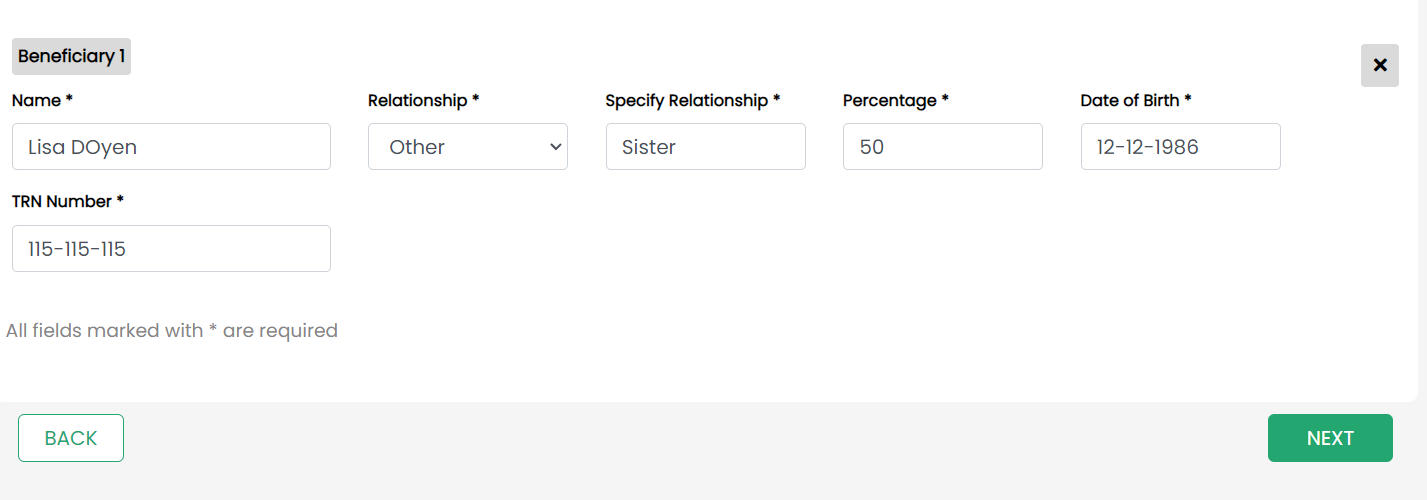 Beneficiary 1
Name * Relationship * Specify Relationship * Percentage * Date of Birth *
Lisa DOyen Other Sister 50 12-12-1986
TRN Number *
115-115-115
All fields marked with * are required
BACK NEXT